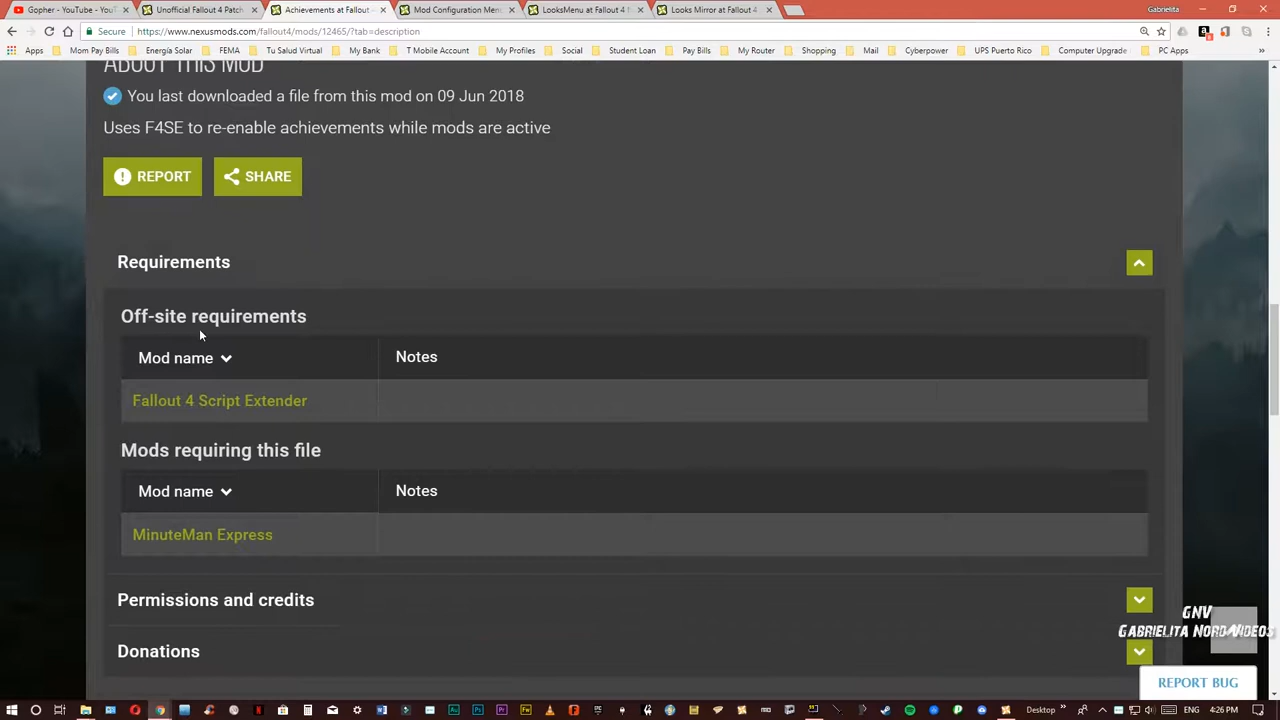 Gopher - YouTube - YouT
Unofficial Fallout 4 Patch
Achievements at Fallout 4
Mod Configuration Menu
LooksMenu at Fallout 4
Looks Mirror at Fallout 4
Gabrielita
Secure
https://www.nexusmods.com/fallout4/mods/12465/?tab=description
Apps Mom Pay Bills Energía Solar FEMA Tu Salud Virtual My Bank T Mobile Account My Profiles Social Student Loan Pay Bill My Router Shopping Mail Cyberpower UPS Puerto Rico Computer Upgrade PC Apps
ABOUT THIS MOD
You last downloaded a file from this mod on 09 Jun 2018
Uses F4SE to re-enable achievements while mods are active
REPORT SHARE
Requirements
Off-site requirements
Mod name Notes
Fallout 4 Script Extender
Mods requiring this file
Mod name Notes
MinuteMan Express
Permissions and credits
GNV
Gabrielita Nord Videos
Donations
REPORT BUG
Desktop
4:26 PM